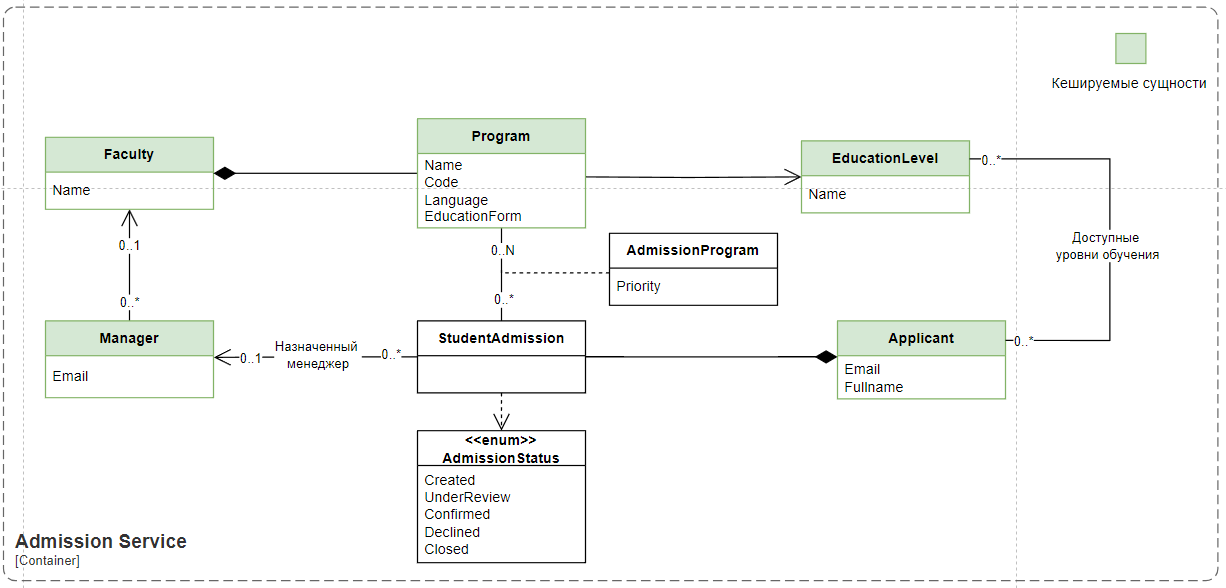 Кешируемые сущности
Faculty
Name
Program
Name
Code
Language
EducationForm
EducationLevel
Name
0..*
Доступные
уровни обучения
0..*
0..1
0..*
0..N
0..*
AdmissionProgram
Priority
Manager
Email
0..1
Назначенный
менеджер
0..*
StudentAdmission
Applicant
Email
Fullname
<<enum>>
AdmissionStatus
Created
UnderReview
Confirmed
Declined
Closed
Admission Service
[Container]